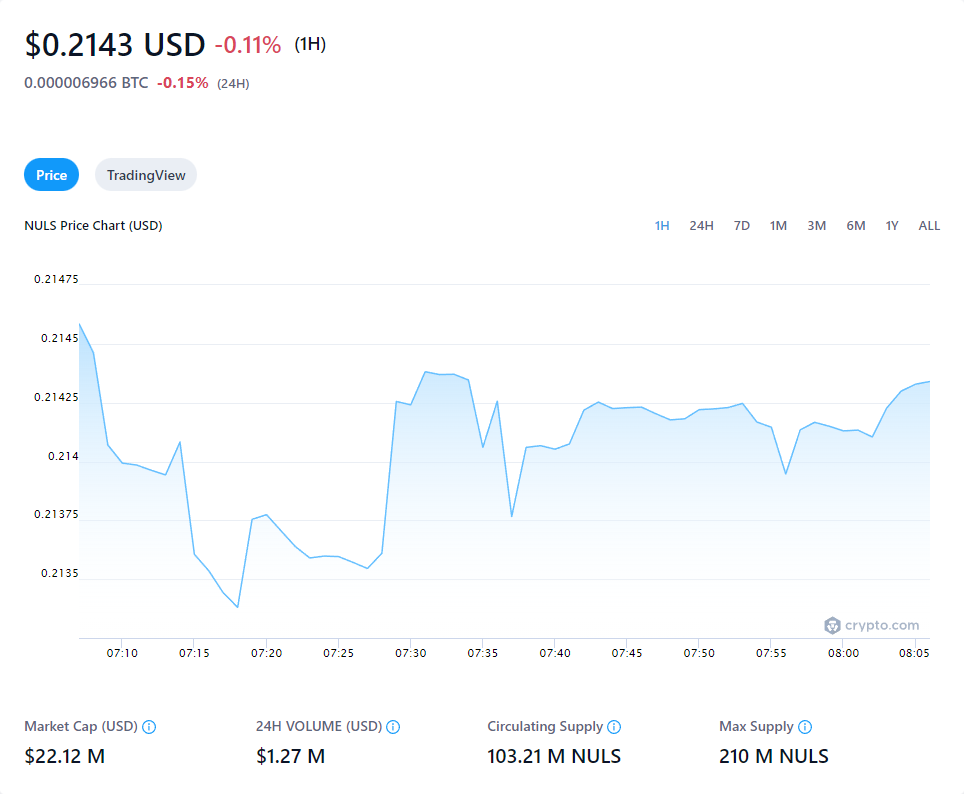 $0.2143 USD -0.11% (1H)
0.000006966 BTC -0.15% (24H)
Price TradingView
NULS Price Chart (USD) 1H 24H 7D 1M 3M 6M 1Y ALL
0.21475
0.2145
0.21425
0.214
0.21375
0.2135
crypto.com
07:10 07:15 07:20 07:25 07:30 07:35 07:40 07:45 07:50 07:55 08:00 08:05
Market Cap (USD) 24H VOLUME (USD) Circulating Supply Max Supply
$22.12 M $1.27 M 103.21 M NULS 210 M NULS